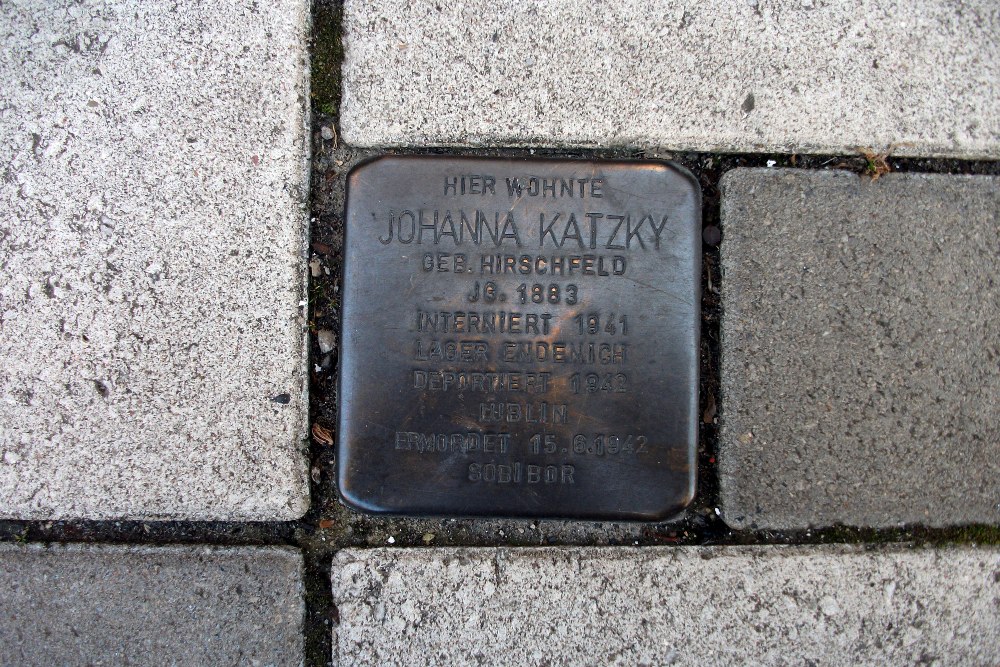 HIER WOHNTE
JOHANNA KATZKY
GEB. HIRSCHFELD
JG. 1883
INTERNIERT 1941
LAGER ENDENICH
DEPORTIERT 1942
LUBLIN
ERMORDET 15.6.1942
SOBIBOR